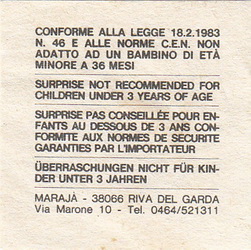 CONFORME ALLA LEGGE 18.2.1983
N. 46 E ALLE NORME C.E.N. NON
ADATTO AD UN BAMBINO DI ETÀ
MINORE A 36 MESI
SURPRISE NOT RECOMMENDED FOR
CHILDREN UNDER 3 YEARS OF AGE
SURPRISE PAS CONSEILLÉE POUR EN-
FANTS AU DESSOUS DE 3 ANS CON-
FORMITE AUX NORMES DE SECURITE
GARANTIES PAR L'IMPORTATEUR
ÜBERRASCHUNGEN NICHT FÜR KIN-
DER UNTER 3 JAHREN
MARAJÀ - 38066 RIVA DEL GARDA
Via Marone 10 - Tel. 0464/521311